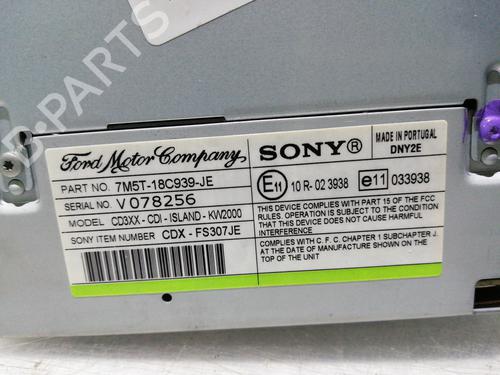 B-PARTS
Ford Motor Company
PART NO. 7M5T-18C939-JE
SERIAL NO.
V 078256
MODEL CD3XX - CDI - ISLAND - KW2000
SONY ITEM NUMBER CDX - FS307JE
SONY®
MADE IN PORTUGAL
DNY2E
E11 10 R- 02 3938 e11 033938
THIS DEVICE COMPLIES WITH PART 15 OF THE FCC
RULES. OPERATION IS SUBJECT TO THE CONDITION
THAT THIS DEVICE DOES NOT CAUSE HARMFUL
INTERFERENCE.
COMPLIES WITH C. F. C. CHAPTER 1 SUBCHAPTER J.
AT THE DATE OF MANUFACTURE SHOWN ON THE
TOP OF THIS UNIT.